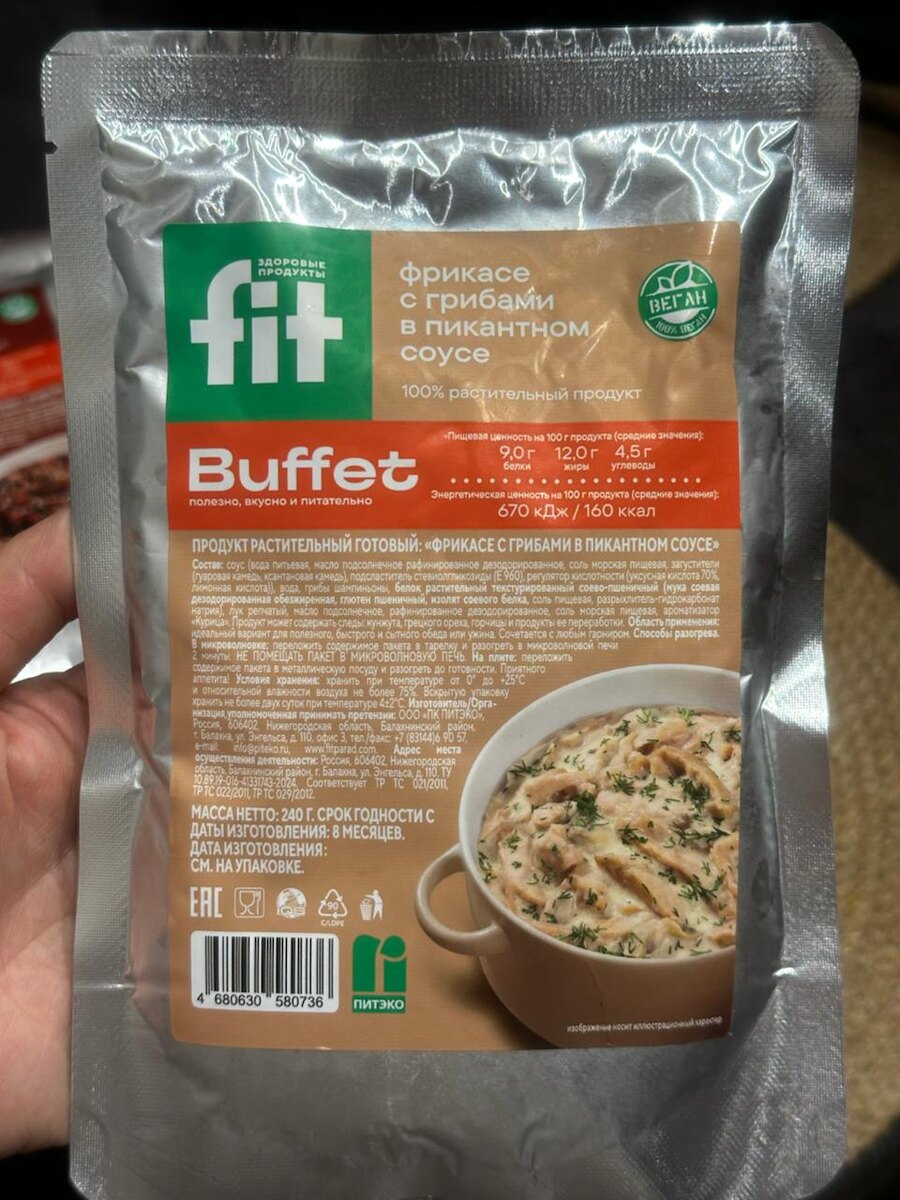 ЗДОРОВЫЕ
ПРОДУКТЫ
fit
фрикасе
с грибами
в пикантном
соусе
100% растительный продукт
ВЕГАН
100% ВЕГАН
Buffet
полезно, вкусно и питательно
Пищевая ценность на 100 г продукта (средние значения):
9,0 г 12,0 г 4,5 г
белки жиры углеводы
Энергетическая ценность на 100 г продукта (средние значения):
670 кДж / 160 ккал
ПРОДУКТ РАСТИТЕЛЬНЫЙ ГОТОВЫЙ: «ФРИКАСЕ С ГРИБАМИ В ПИКАНТНОМ СОУСЕ»
Состав: соус (вода питьевая, масло подсолнечное рафинированное дезодорированное, соль морская пищевая, загустители
(гуаровая камедь, ксантановая камедь), подсластитель стевиолгликозиды (Е 960), регулятор кислотности (уксусная кислота 70%,
лимонная кислота)), вода, грибы шампиньоны, белок растительный текстурированный соево-пшеничный (мука соевая
дезодорированная обезжиренная, глютен пшеничный, изолят соевого белка, соль пищевая, разрыхлитель-гидрокарбонат
натрия), лук репчатый, масло подсолнечное, рафинированное дезодорированное, соль морская пищевая, ароматизатор
«Курица». Продукт может содержать следы: кунжута, грецкого ореха, горчицы и продукты ее переработки. Область применения:
идеальный вариант для полезного, быстрого и сытного обеда или ужина. Сочетается с любым гарниром. Способы разогрева.
В микроволновке: переложить содержимое пакета в тарелку и разогреть в микроволновой печи
2 минуты. НЕ ПОМЕЩАТЬ ПАКЕТ В МИКРОВОЛНОВУЮ ПЕЧЬ. На плите: переложить
содержимое пакета в металлическую посуду и разогреть до готовности. Приятного
аппетита! Условия хранения: хранить при температуре от 0° до +25°С
и относительной влажности воздуха не более 75%. Вскрытую упаковку
хранить не более двух суток при температуре 4±2°С. Изготовитель/Орга-
низация,уполномоченная принимать претензии: ООО «ПК ПИТЭКО»,
Россия, 606402, Нижегородская область, Балахнинский район,
г. Балахна, ул. Энгельса, д. 110, офис 3, тел./факс: +7 (83144)6 90 57,
e-mail: info@piteko.ru, www.fitparad.com. Адрес места
осуществления деятельности: Россия, 606402, Нижегородская
область, Балахнинский район, г. Балахна, ул. Энгельса, д. 110. ТУ
10.89.19-016-41331743-2024. Соответствует ТР ТС 021/2011,
ТР ТС 022/2011, ТР ТС 029/2012.
МАССА НЕТТО: 240 Г. СРОК ГОДНОСТИ С
ДАТЫ ИЗГОТОВЛЕНИЯ: 8 МЕСЯЦЕВ.
ДАТА ИЗГОТОВЛЕНИЯ:
СМ. НА УПАКОВКЕ.
EAC
90
C/LDPE
4 680630 580736
ПИТЭКО
изображение носит иллюстрационный характер